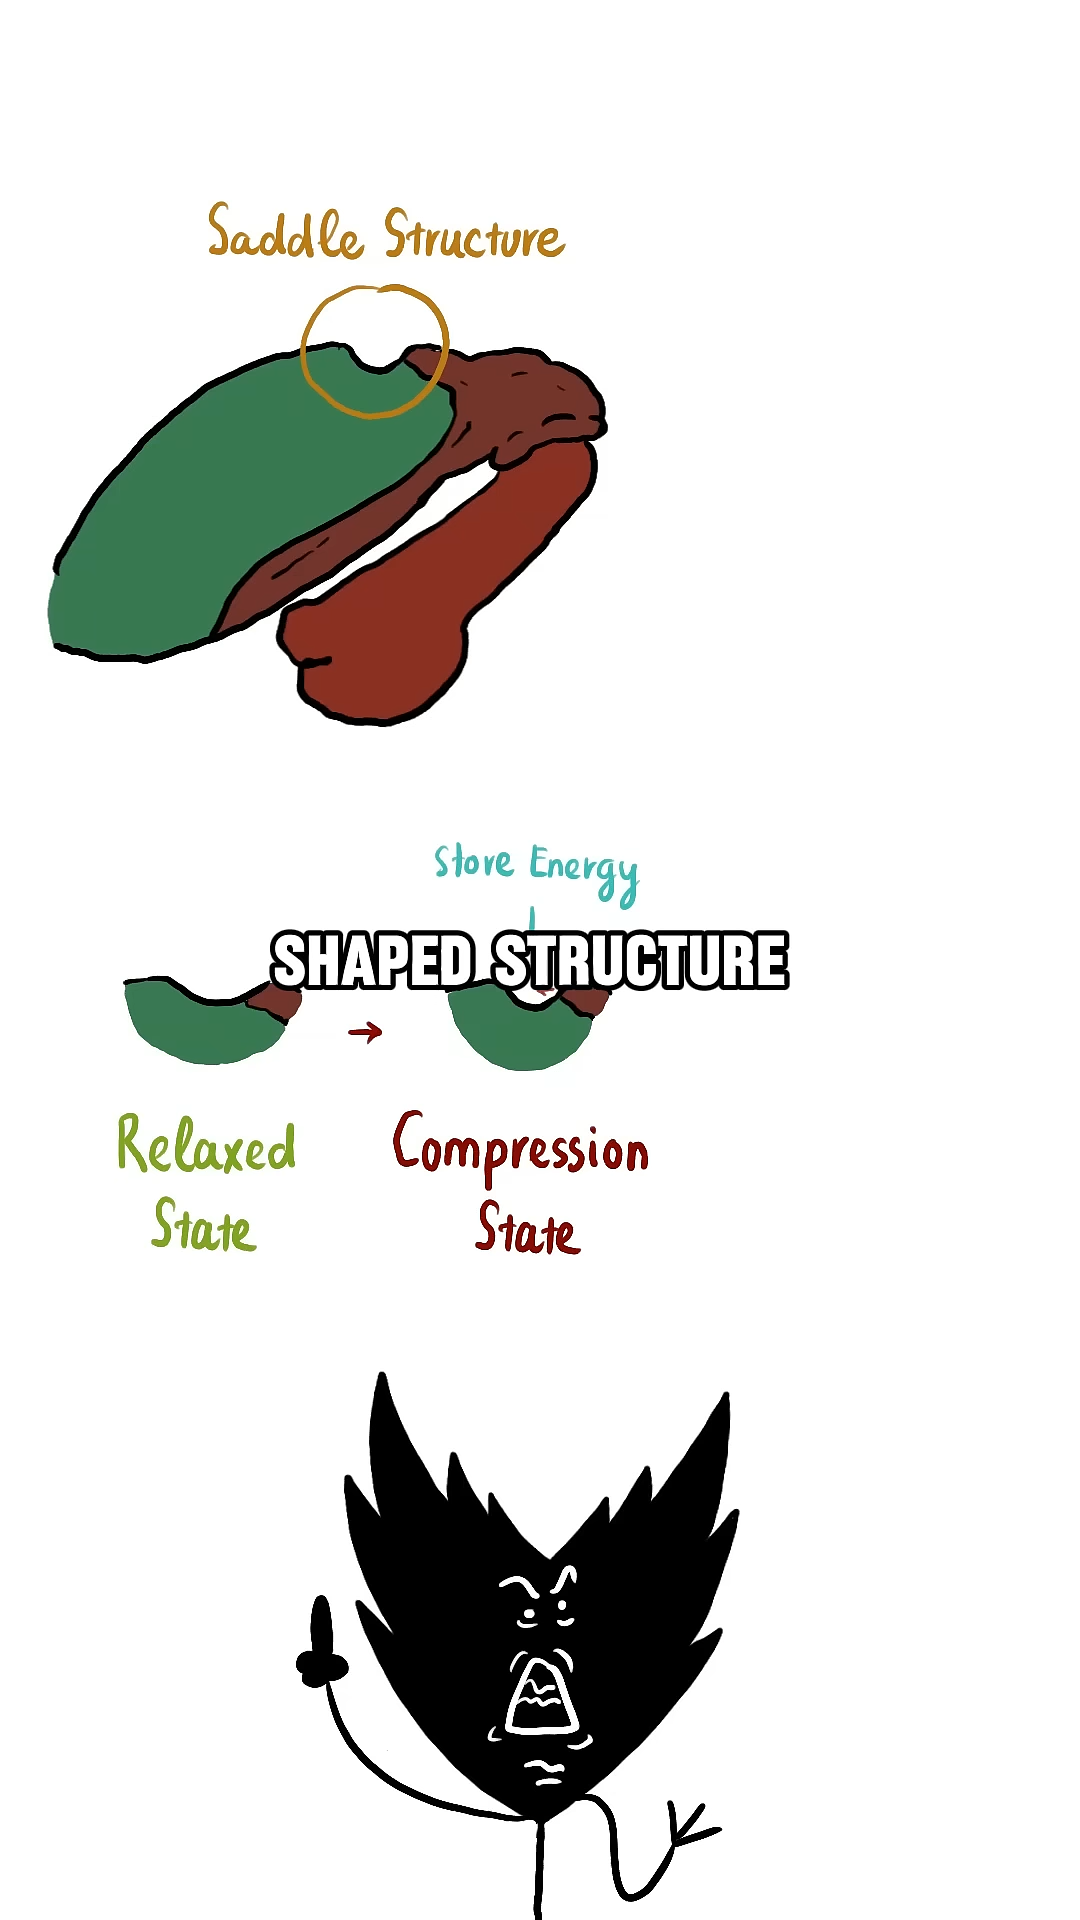 Saddle Structure
Store Energy
SHAPED STRUCTURE
Relaxed
State
Compression
State